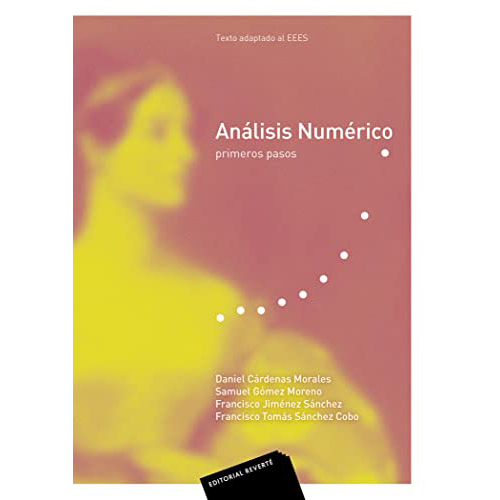 Texto adaptado al EEES
Análisis Numérico
primeros pasos
Daniel Cárdenas Morales
Samuel Gómez Moreno
Francisco Jiménez Sánchez
Francisco Tomás Sánchez Cobo
EDITORIAL REVERTÉ